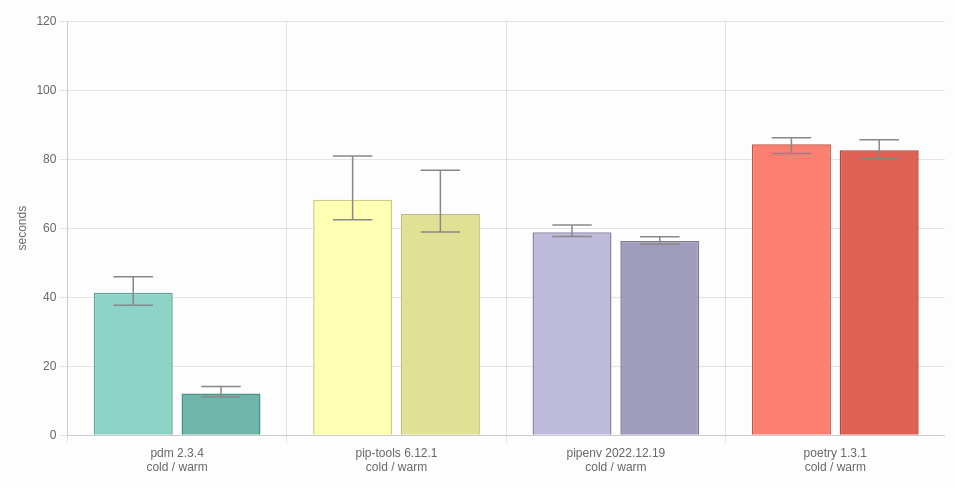 120
100
80
60
40
20
0
seconds
pdm 2.3.4
cold / warm
pip-tools 6.12.1
cold / warm
pipenv 2022.12.19
cold / warm
poetry 1.3.1
cold / warm